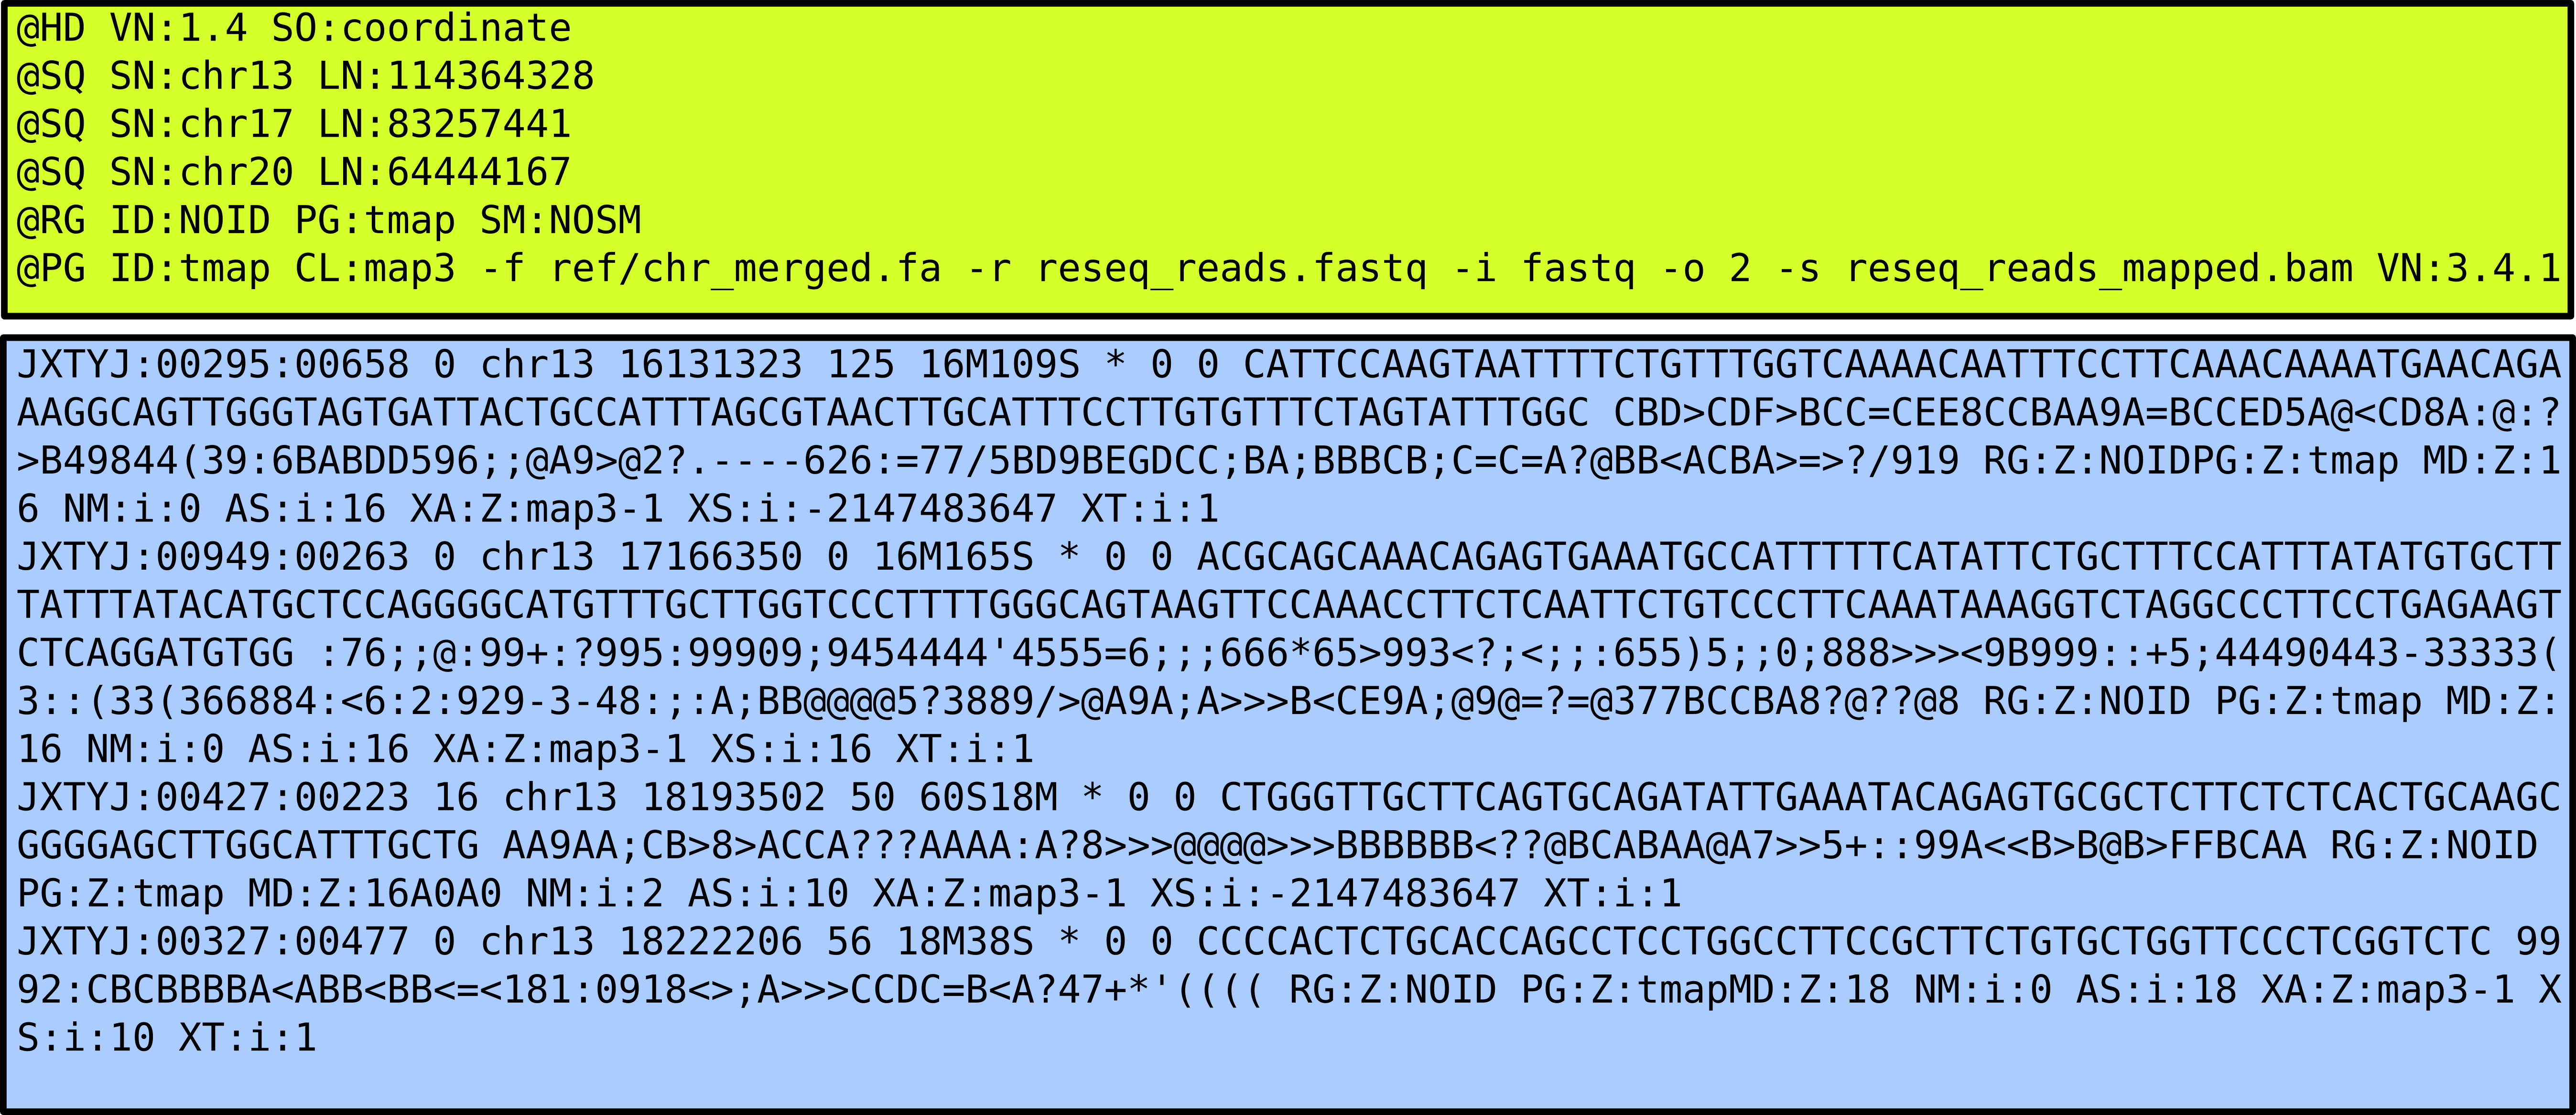 @HD VN:1.4 SO:coordinate
@SQ SN:chr13 LN:114364328
@SQ SN:chr17 LN:83257441
@SQ SN:chr20 LN:64444167
@RG ID:NOID PG:tmap SM:NOSM
@PG ID:tmap CL:map3 -f ref/chr_merged.fa -r reseq_reads.fastq -i fastq -o 2 -s reseq_reads_mapped.bam VN:3.4.1
JXTYJ:00295:00658 0 chr13 16131323 125 16M109S * 0 0 CATTCCAAGTAATTTTCTGTTTGGTCAAAACAATTTCCTTCAAACAAAATGAACAGA
AAGGCAGTTGGGTAGTGATTACTGCCATTTAGCGTAACTTGCATTTCCTTGTGTTTCTAGTATTTGGC CBD>CDF>BCC=CEE8CCBAA9A=BCCED5A@<CD8A:@:?
>B49844(39:6BABDD596;;@A9>@2?.----626:=77/5BD9BEGDCC;BA;BBBCB;C=C=A?@BB<ACBA>=>?/919 RG:Z:NOIDPG:Z:tmap MD:Z:1
6 NM:i:0 AS:i:16 XA:Z:map3-1 XS:i:-2147483647 XT:i:1
JXTYJ:00949:00263 0 chr13 17166350 0 16M165S * 0 0 ACGCAGCAAACAGAGTGAAATGCCATTTTTCATATTCTGCTTTCCATTTATATGTGCTT
TATTTATACATGCTCCAGGGGCATGTTTGCTTGGTCCCTTTTGGGCAGTAAGTTCCAAACCTTCTCAATTCTGTCCCTTCAAATAAAGGTCTAGGCCCTTCCTGAGAAGT
CTCAGGATGTGG :76;;@:99+:?995:99909;9454444'4555=6;;;666*65>993<?;<;;:655)5;;0;888>>><9B999::+5;44490443-33333(
3::(33(366884:<6:2:929-3-48:;:A;BB@@@@5?3889/>@A9A;A>>>B<CE9A;@9@=?=@377BCCBA8?@??@8 RG:Z:NOID PG:Z:tmap MD:Z:
16 NM:i:0 AS:i:16 XA:Z:map3-1 XS:i:16 XT:i:1
JXTYJ:00427:00223 16 chr13 18193502 50 60S18M * 0 0 CTGGGTTGCTTCAGTGCAGATATTGAAATACAGAGTGCGCTCTTCTCTCACTGCAAGC
GGGGAGCTTGGCATTTGCTG AA9AA;CB>8>ACCA???AAAA:A?8>>>@@@@>>>BBBBBB<??@BCABAA@A7>>5+::99A<<B>B@B>FFBCAA RG:Z:NOID
PG:Z:tmap MD:Z:16A0A0 NM:i:2 AS:i:10 XA:Z:map3-1 XS:i:-2147483647 XT:i:1
JXTYJ:00327:00477 0 chr13 18222206 56 18M38S * 0 0 CCCCACTCTGCACCAGCCTCCTGGCCTTCCGCTTCTGTGCTGGTTCCCTCGGTCTC 99
92:CBCBBBBA<ABB<BB<=<181:0918<>;A>>>CCDC=B<A?47+*'(((( RG:Z:NOID PG:Z:tmapMD:Z:18 NM:i:0 AS:i:18 XA:Z:map3-1 X
S:i:10 XT:i:1